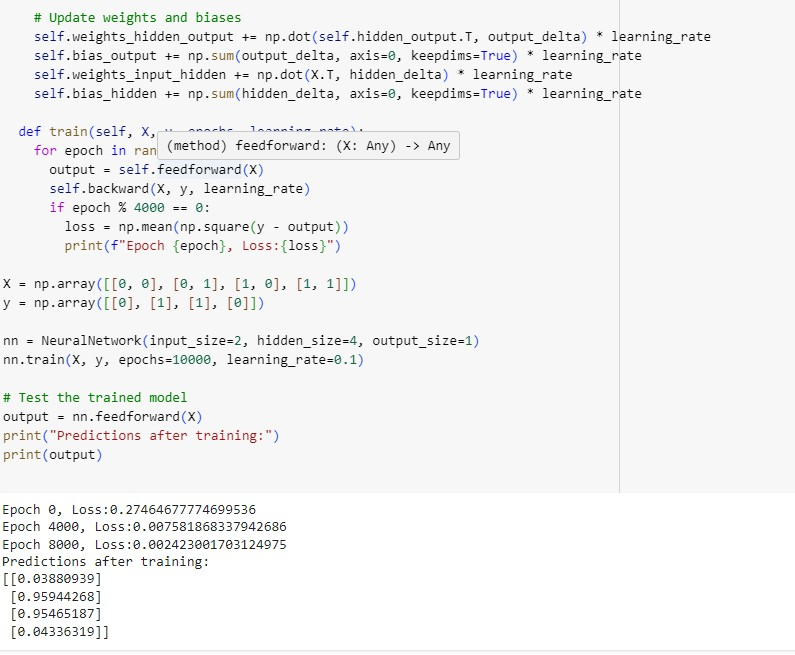 # Update weights and biases
self.weights_hidden_output += np.dot(self.hidden_output.T, output_delta) * learning_rate
self.bias_output += np.sum(output_delta, axis=0, keepdims=True) * learning_rate
self.weights_input_hidden += np.dot(X.T, hidden_delta) * learning_rate
self.bias_hidden += np.sum(hidden_delta, axis=0, keepdims=True) * learning_rate
def train(self, X, y, epochs, learning_rate):
(method) feedforward: (X: Any) -> Any
for epoch in ran
output = self.feedforward(X)
self.backward(X, y, learning_rate)
if epoch % 4000 == 0:
loss = np.mean(np.square(y - output))
print(f"Epoch {epoch}, Loss:{loss}")
X = np.array([[0, 0], [0, 1], [1, 0], [1, 1]])
y = np.array([[0], [1], [1], [0]])
nn = NeuralNetwork(input_size=2, hidden_size=4, output_size=1)
nn.train(X, y, epochs=10000, learning_rate=0.1)
# Test the trained model
output = nn.feedforward(X)
print("Predictions after training:")
print(output)
Epoch 0, Loss:0.27464677774699536
Epoch 4000, Loss:0.007581868337942686
Epoch 8000, Loss:0.002423001703124975
Predictions after training:
[[0.03880939]
[0.95944268]
[0.95465187]
[0.04336319]]